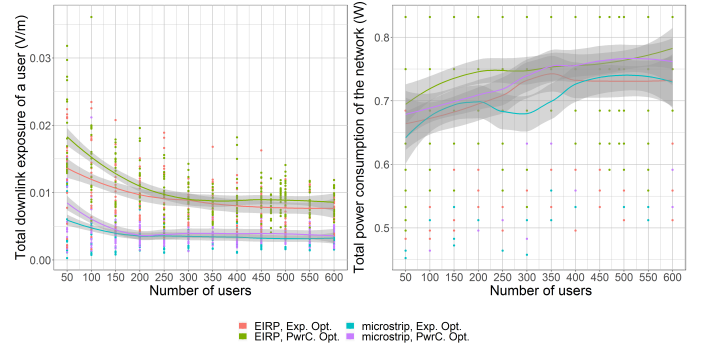 Total downlink exposure of a user (V/m)
0.03
0.02
0.01
0.00
50 100 150 200 250 300 350 400 450 500 550 600
Number of users
Total power consumption of the network (W)
0.8
0.7
0.6
0.5
50 100 150 200 250 300 350 400 450 500 550 600
Number of users
EIRP, Exp. Opt.
EIRP, PwrC. Opt.
microstrip, Exp. Opt.
microstrip, PwrC. Opt.